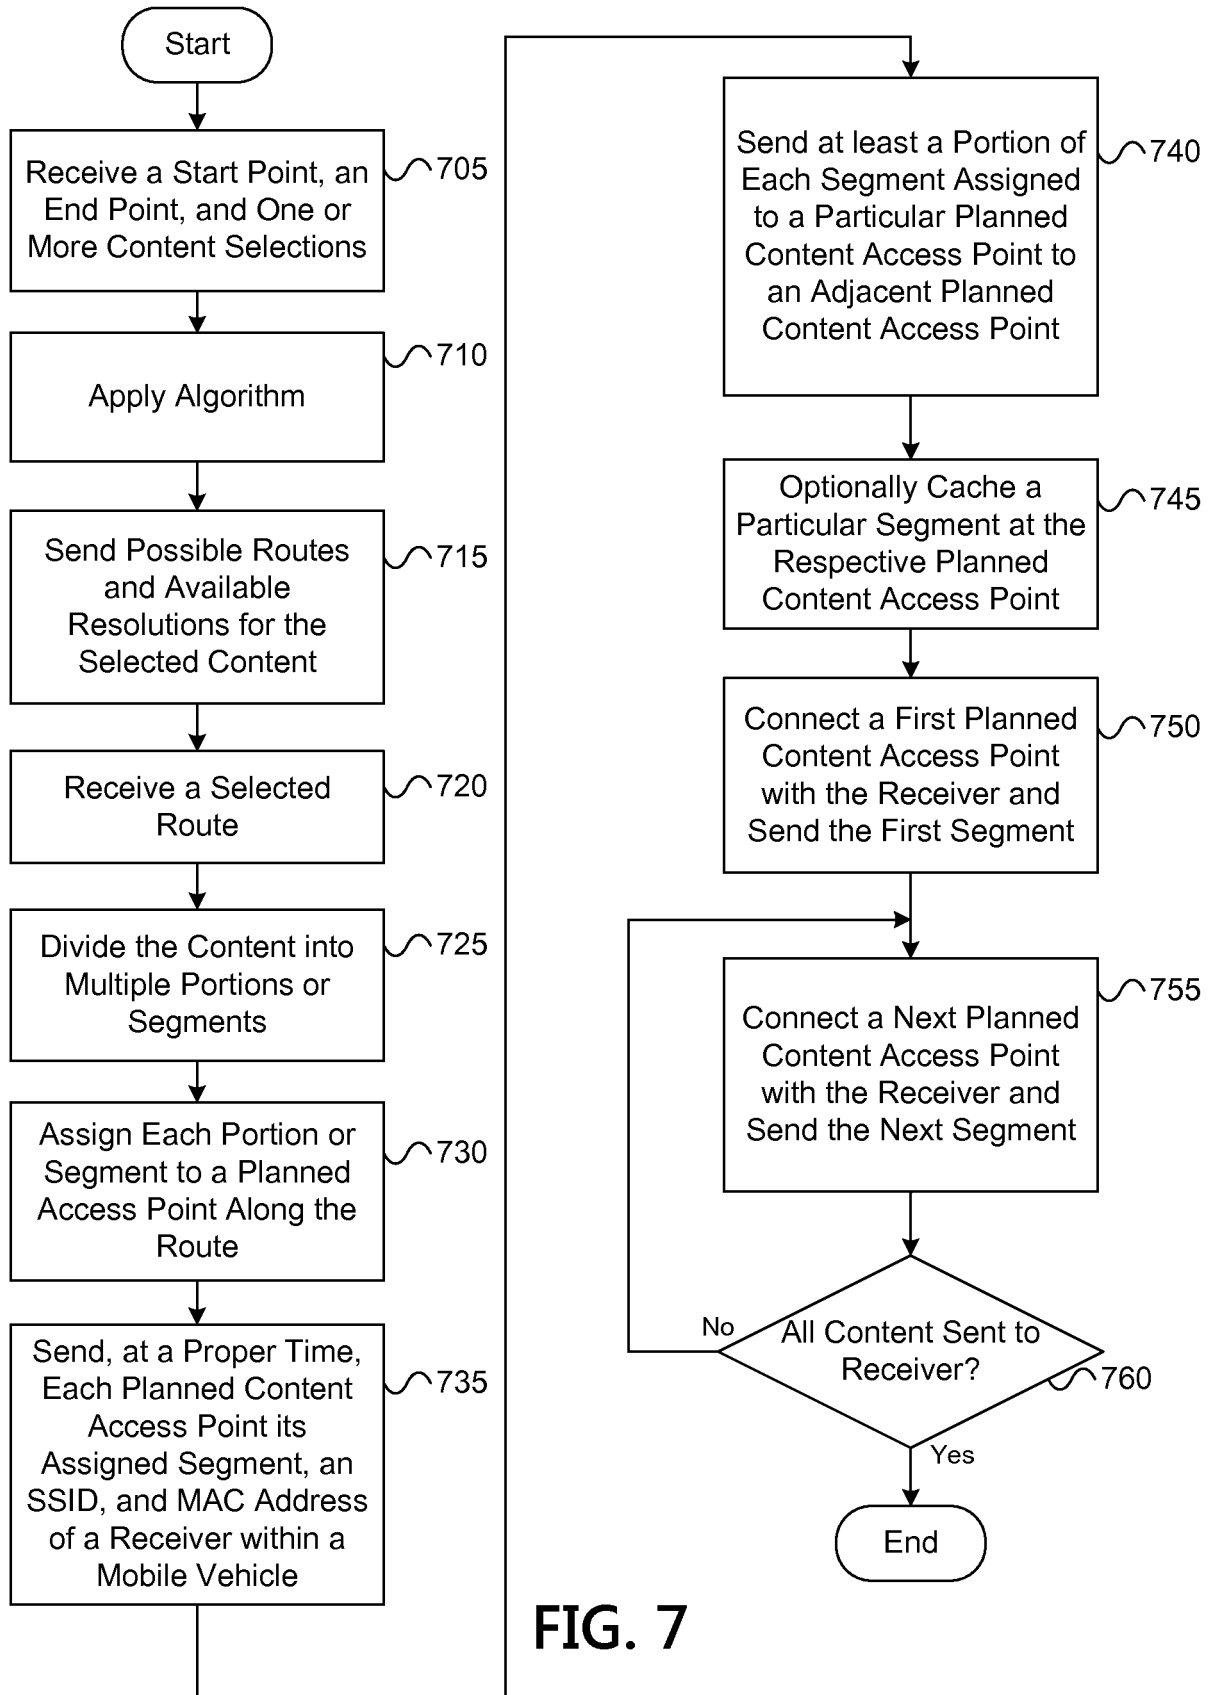 Start
Receive a Start Point, an
End Point, and One or
More Content Selections
705
Apply Algorithm
710
Send Possible Routes
and Available
Resolutions for the
Selected Content
715
Receive a Selected
Route
720
Divide the Content into
Multiple Portions or
Segments
725
Assign Each Portion or
Segment to a Planned
Access Point Along the
Route
730
Send, at a Proper Time,
Each Planned Content
Access Point its
Assigned Segment, an
SSID, and MAC Address
of a Receiver within a
Mobile Vehicle
735
Send at least a Portion of
Each Segment Assigned
to a Particular Planned
Content Access Point to
an Adjacent Planned
Content Access Point
740
Optionally Cache a
Particular Segment at the
Respective Planned
Content Access Point
745
Connect a First Planned
Content Access Point
with the Receiver and
Send the First Segment
750
Connect a Next Planned
Content Access Point
with the Receiver and
Send the Next Segment
755
No
All Content Sent to
Receiver?
760
Yes
End
FIG. 7